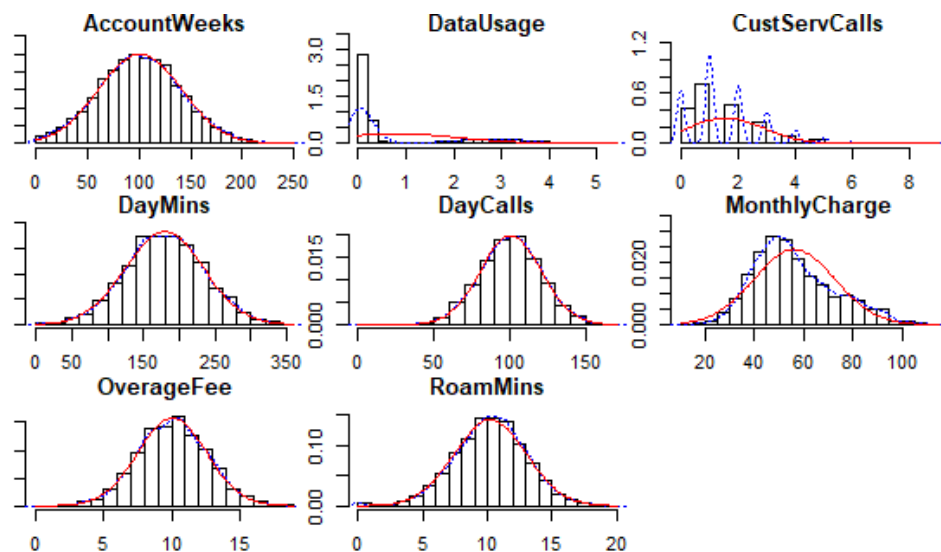 AccountWeeks DataUsage CustServCalls
0.0 1.5 3.0
0.0 0.6 1.2
0 50 100 150 200 250
0 1 2 3 4 5
0 2 4 6 8
DayMins DayCalls MonthlyCharge
0.000 0.015
0.000 0.020
0 50 150 250 350
0 50 100 150
20 40 60 80 100
OverageFee RoamMins
0.00 0.10
0 5 10 15
0 5 10 15 20